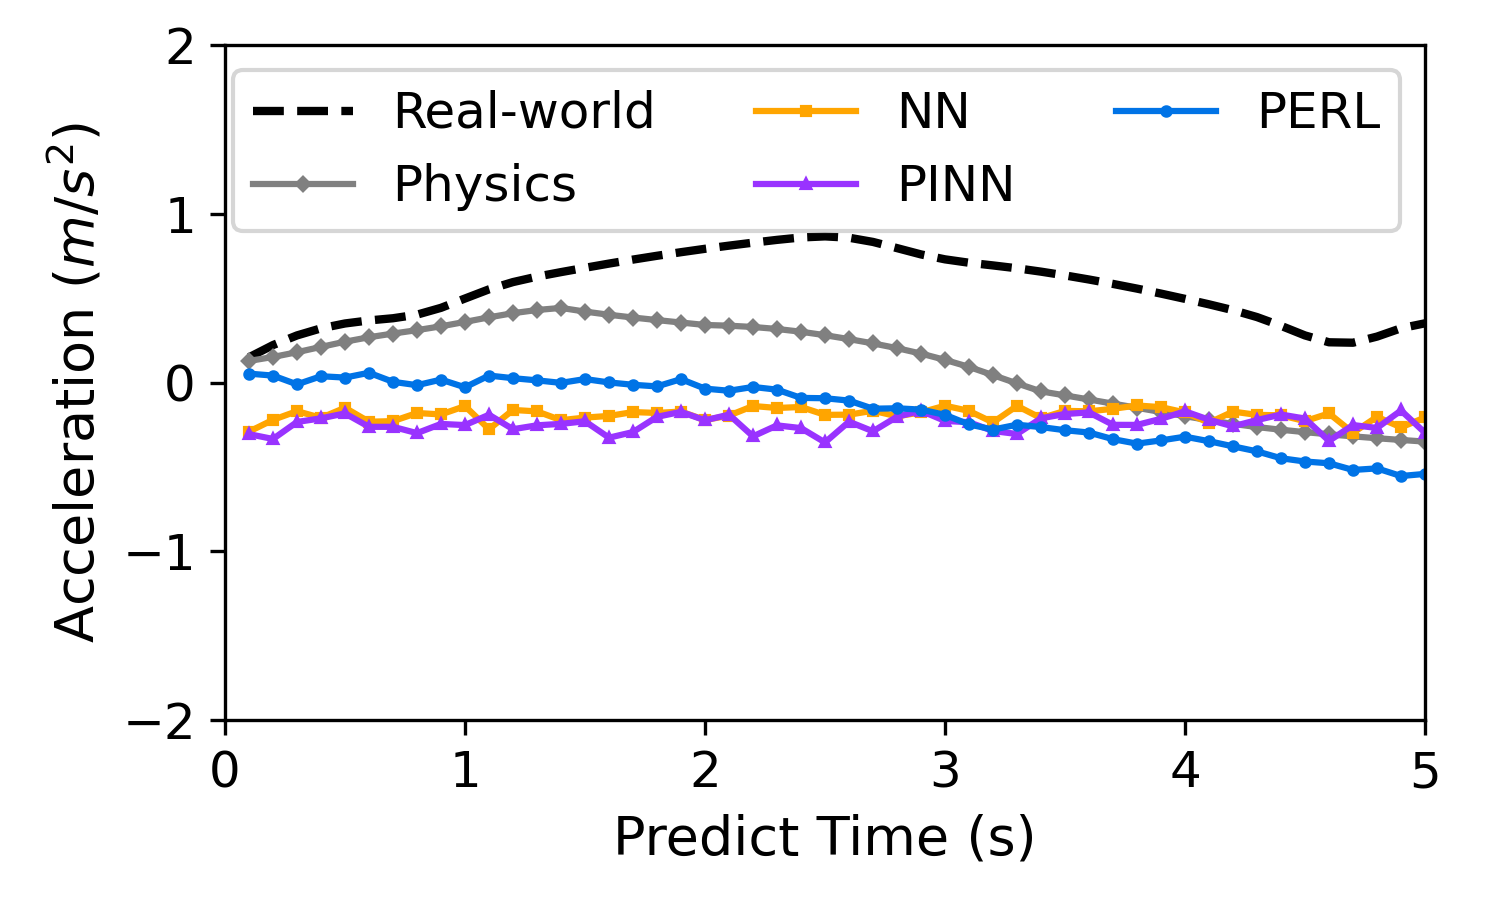 2
1
0
−1
−2
Acceleration (m/s²)
Real-world
Physics
NN
PINN
PERL
0 1 2 3 4 5
Predict Time (s)